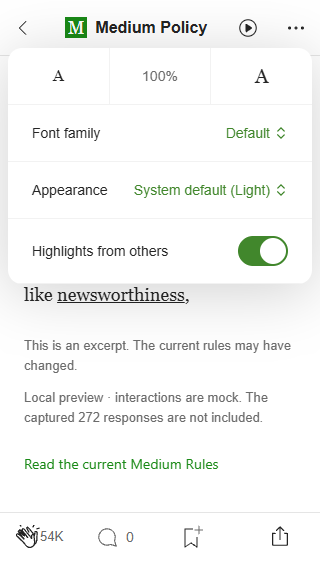 M Medium Policy
A 100% A
Font family Default
Appearance System default (Light)
Highlights from others
like newsworthiness,
This is an excerpt. The current rules may have
changed.
Local preview · interactions are mock. The
captured 272 responses are not included.
Read the current Medium Rules
54K 0